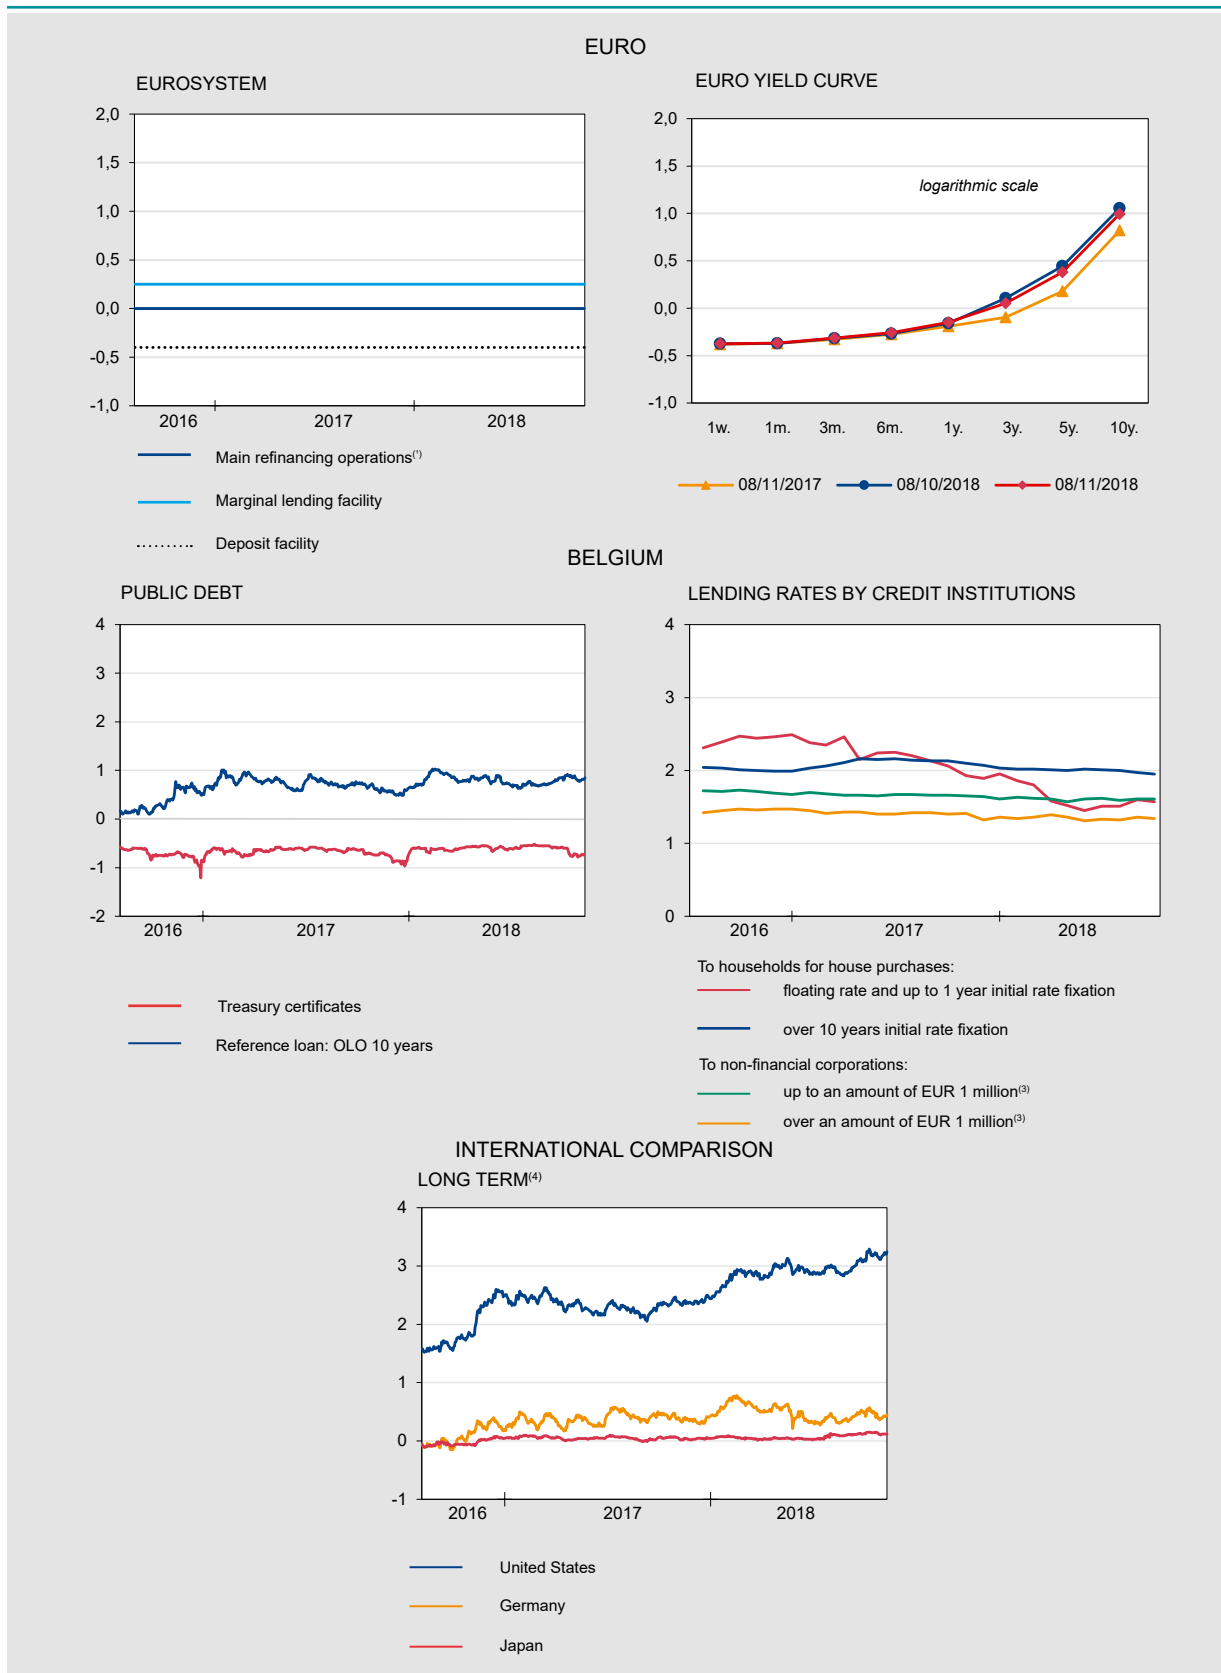 EURO
EUROSYSTEM
2,0
1,5
1,0
0,5
0,0
-0,5
-1,0
2016 2017 2018
Main refinancing operations(¹)
Marginal lending facility
Deposit facility
EURO YIELD CURVE
2,0
1,5
1,0
0,5
0,0
-0,5
-1,0
logarithmic scale
1w. 1m. 3m. 6m. 1y. 3y. 5y. 10y.
08/11/2017 08/10/2018 08/11/2018
BELGIUM
PUBLIC DEBT
4
3
2
1
0
-1
-2
2016 2017 2018
Treasury certificates
Reference loan: OLO 10 years
LENDING RATES BY CREDIT INSTITUTIONS
4
3
2
1
0
2016 2017 2018
To households for house purchases:
floating rate and up to 1 year initial rate fixation
over 10 years initial rate fixation
To non-financial corporations:
up to an amount of EUR 1 million(3)
over an amount of EUR 1 million(3)
INTERNATIONAL COMPARISON
LONG TERM(4)
4
3
2
1
0
-1
2016 2017 2018
United States
Germany
Japan